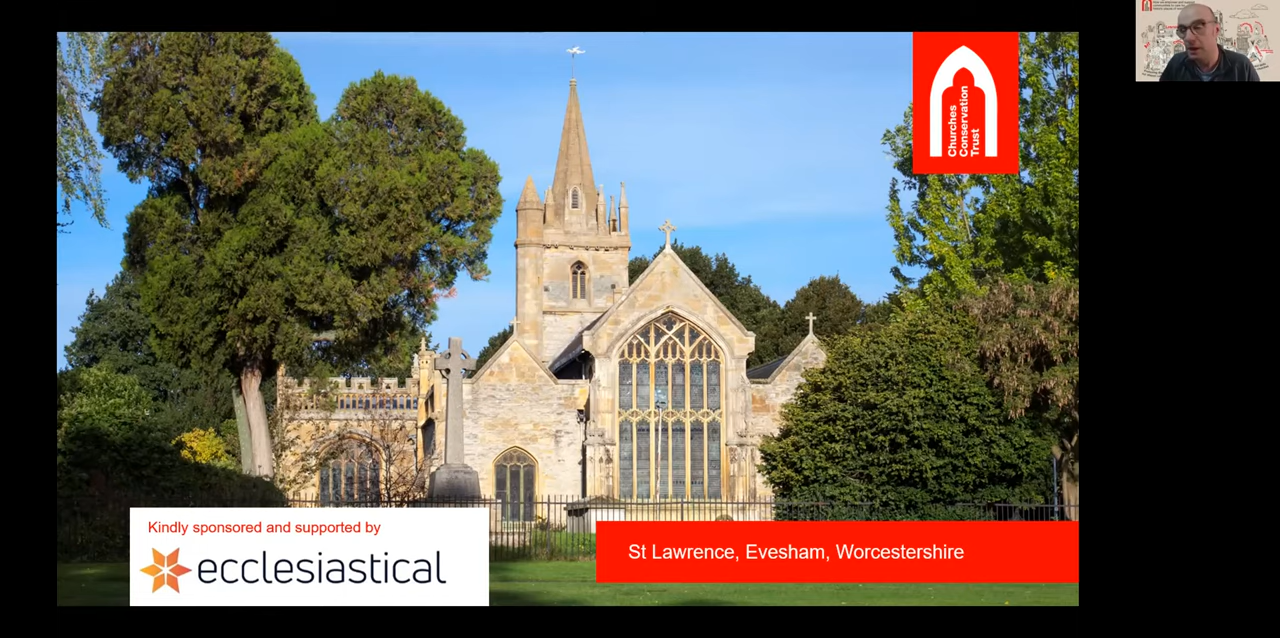 Churches
Conservation
Trust
Kindly sponsored and supported by
ecclesiastical
St Lawrence, Evesham, Worcestershire